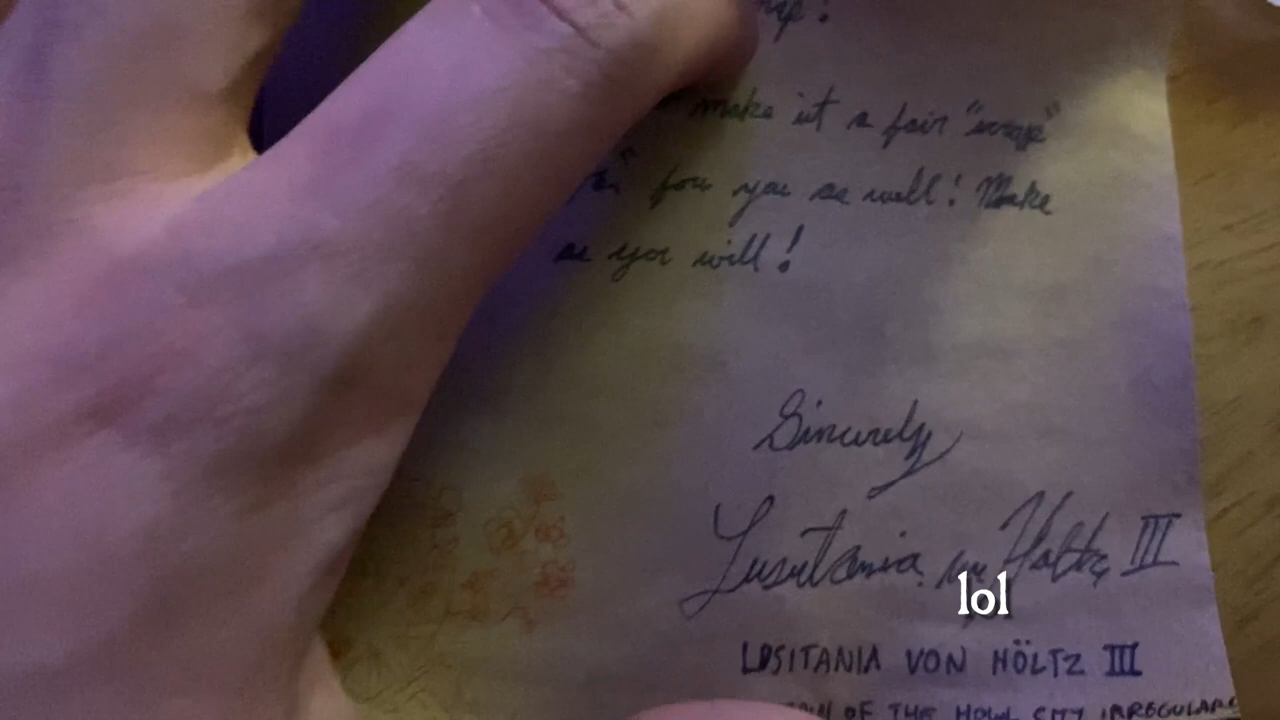 make it a fair "wrap"
for you as well! Make
as you will!
Sincerely
Lusitania von Höltz III
lol
LUSITANIA VON HÖLTZ III
OF THE HOWL CITY IRREGULARS